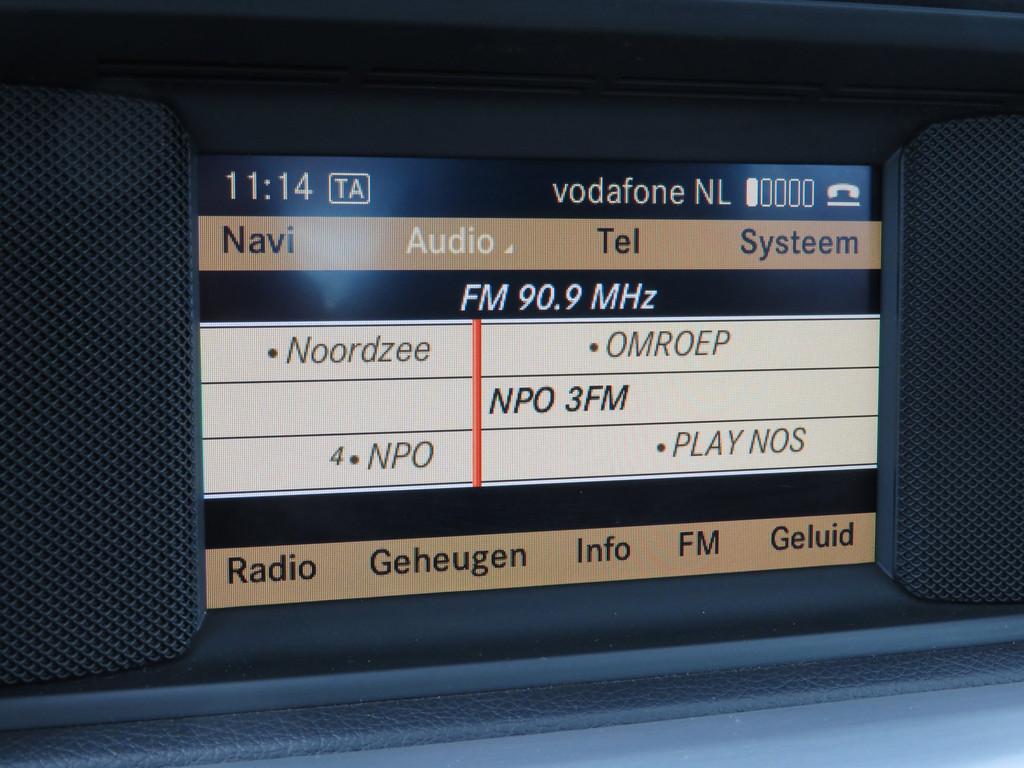 11:14 TA vodafone NL
Navi Audio Tel Systeem
FM 90.9 MHz
• Noordzee • OMROEP
NPO 3FM
4 • NPO • PLAY NOS
Radio Geheugen Info FM Geluid